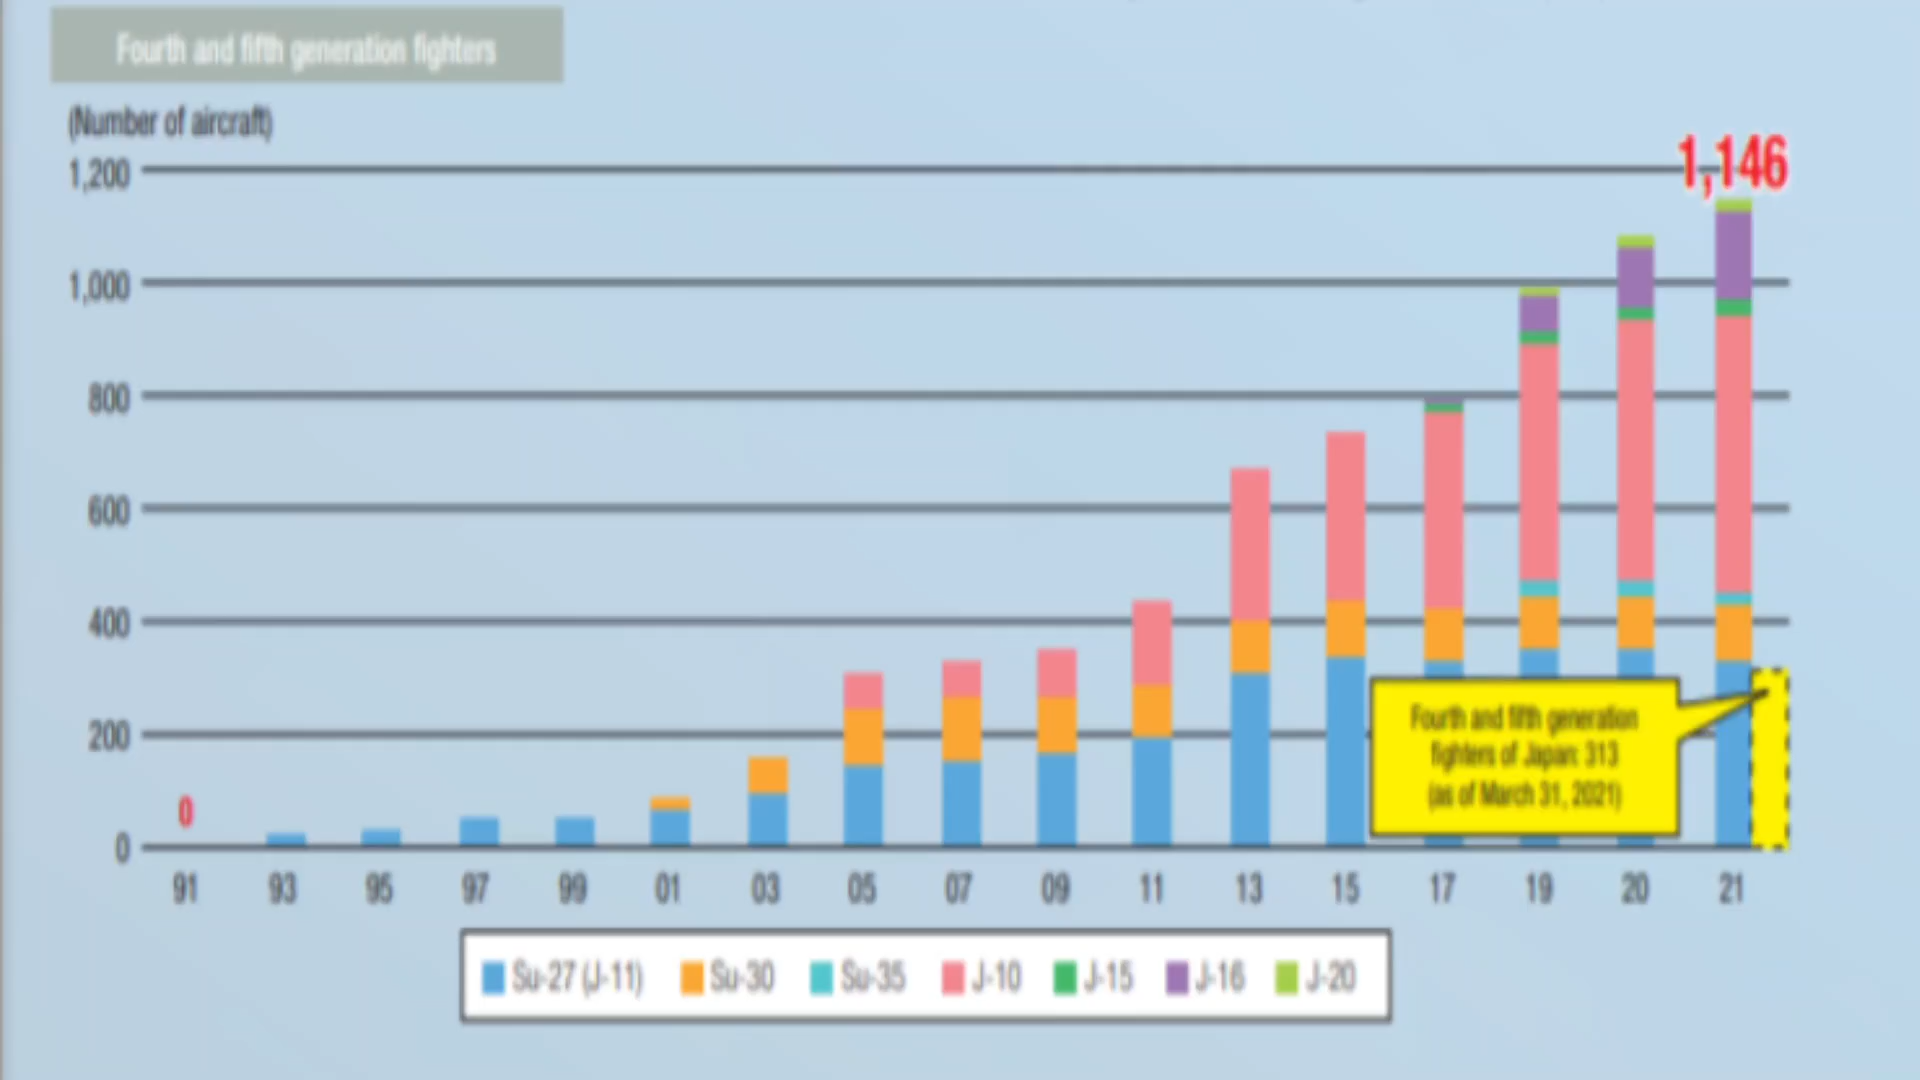 Fourth and fifth generation fighters
(Number of aircraft)
1,200
1,146
1,000
800
600
400
200
0
0
Fourth and fifth generation
fighters of Japan: 313
(as of March 31, 2021)
91 93 95 97 99 01 03 05 07 09 11 13 15 17 19 20 21
Su-27 (J-11) Su-30 Su-35 J-10 J-15 J-16 J-20